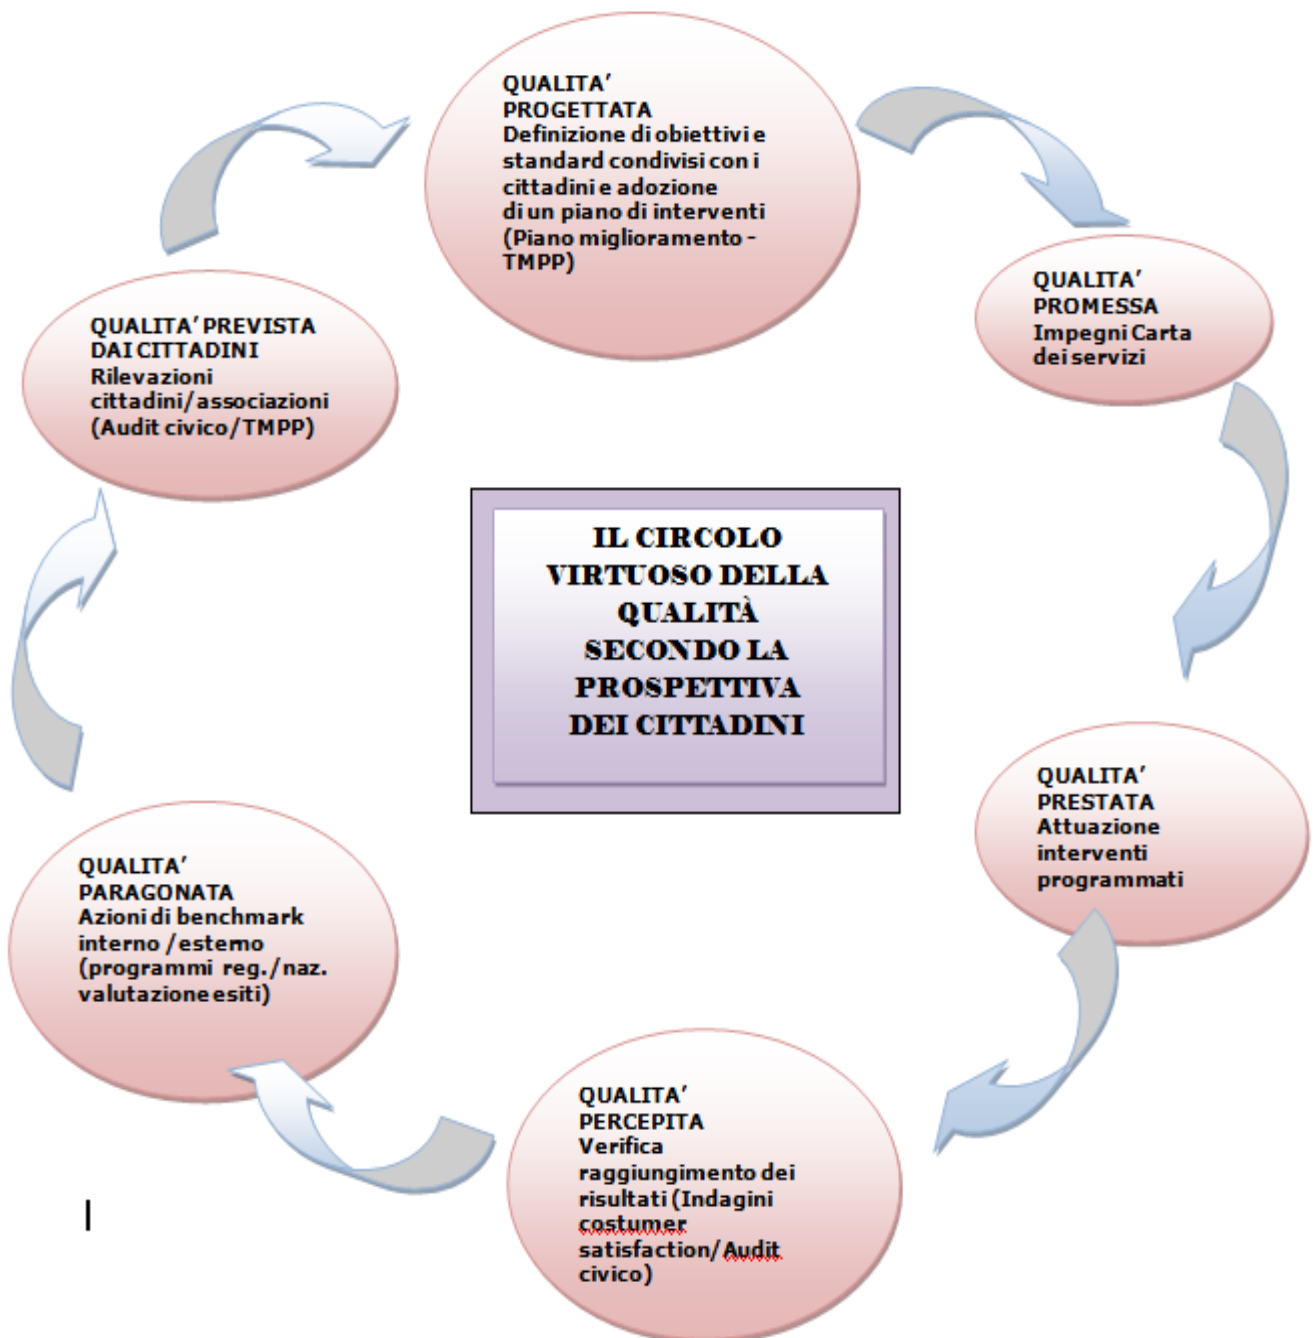 QUALITA’
PROGETTATA
Definizione di obiettivi e
standard condivisi con i
cittadini e adozione
di un piano di interventi
(Piano miglioramento -
TMPP)
QUALITA’
PROMESSA
Impegni Carta
dei servizi
QUALITA’ PREVISTA
DAI CITTADINI
Rilevazioni
cittadini/associazioni
(Audit civico/TMPP)
IL CIRCOLO
VIRTUOSO DELLA
QUALITÀ
SECONDO LA
PROSPETTIVA
DEI CITTADINI
QUALITA’
PRESTATA
Attuazione
interventi
programmati
QUALITA’
PARAGONATA
Azioni di benchmark
interno /esterno
(programmi reg./naz.
valutazione esiti)
QUALITA’
PERCEPITA
Verifica
raggiungimento dei
risultati (Indagini
costumer
satisfaction/Audit
civico)